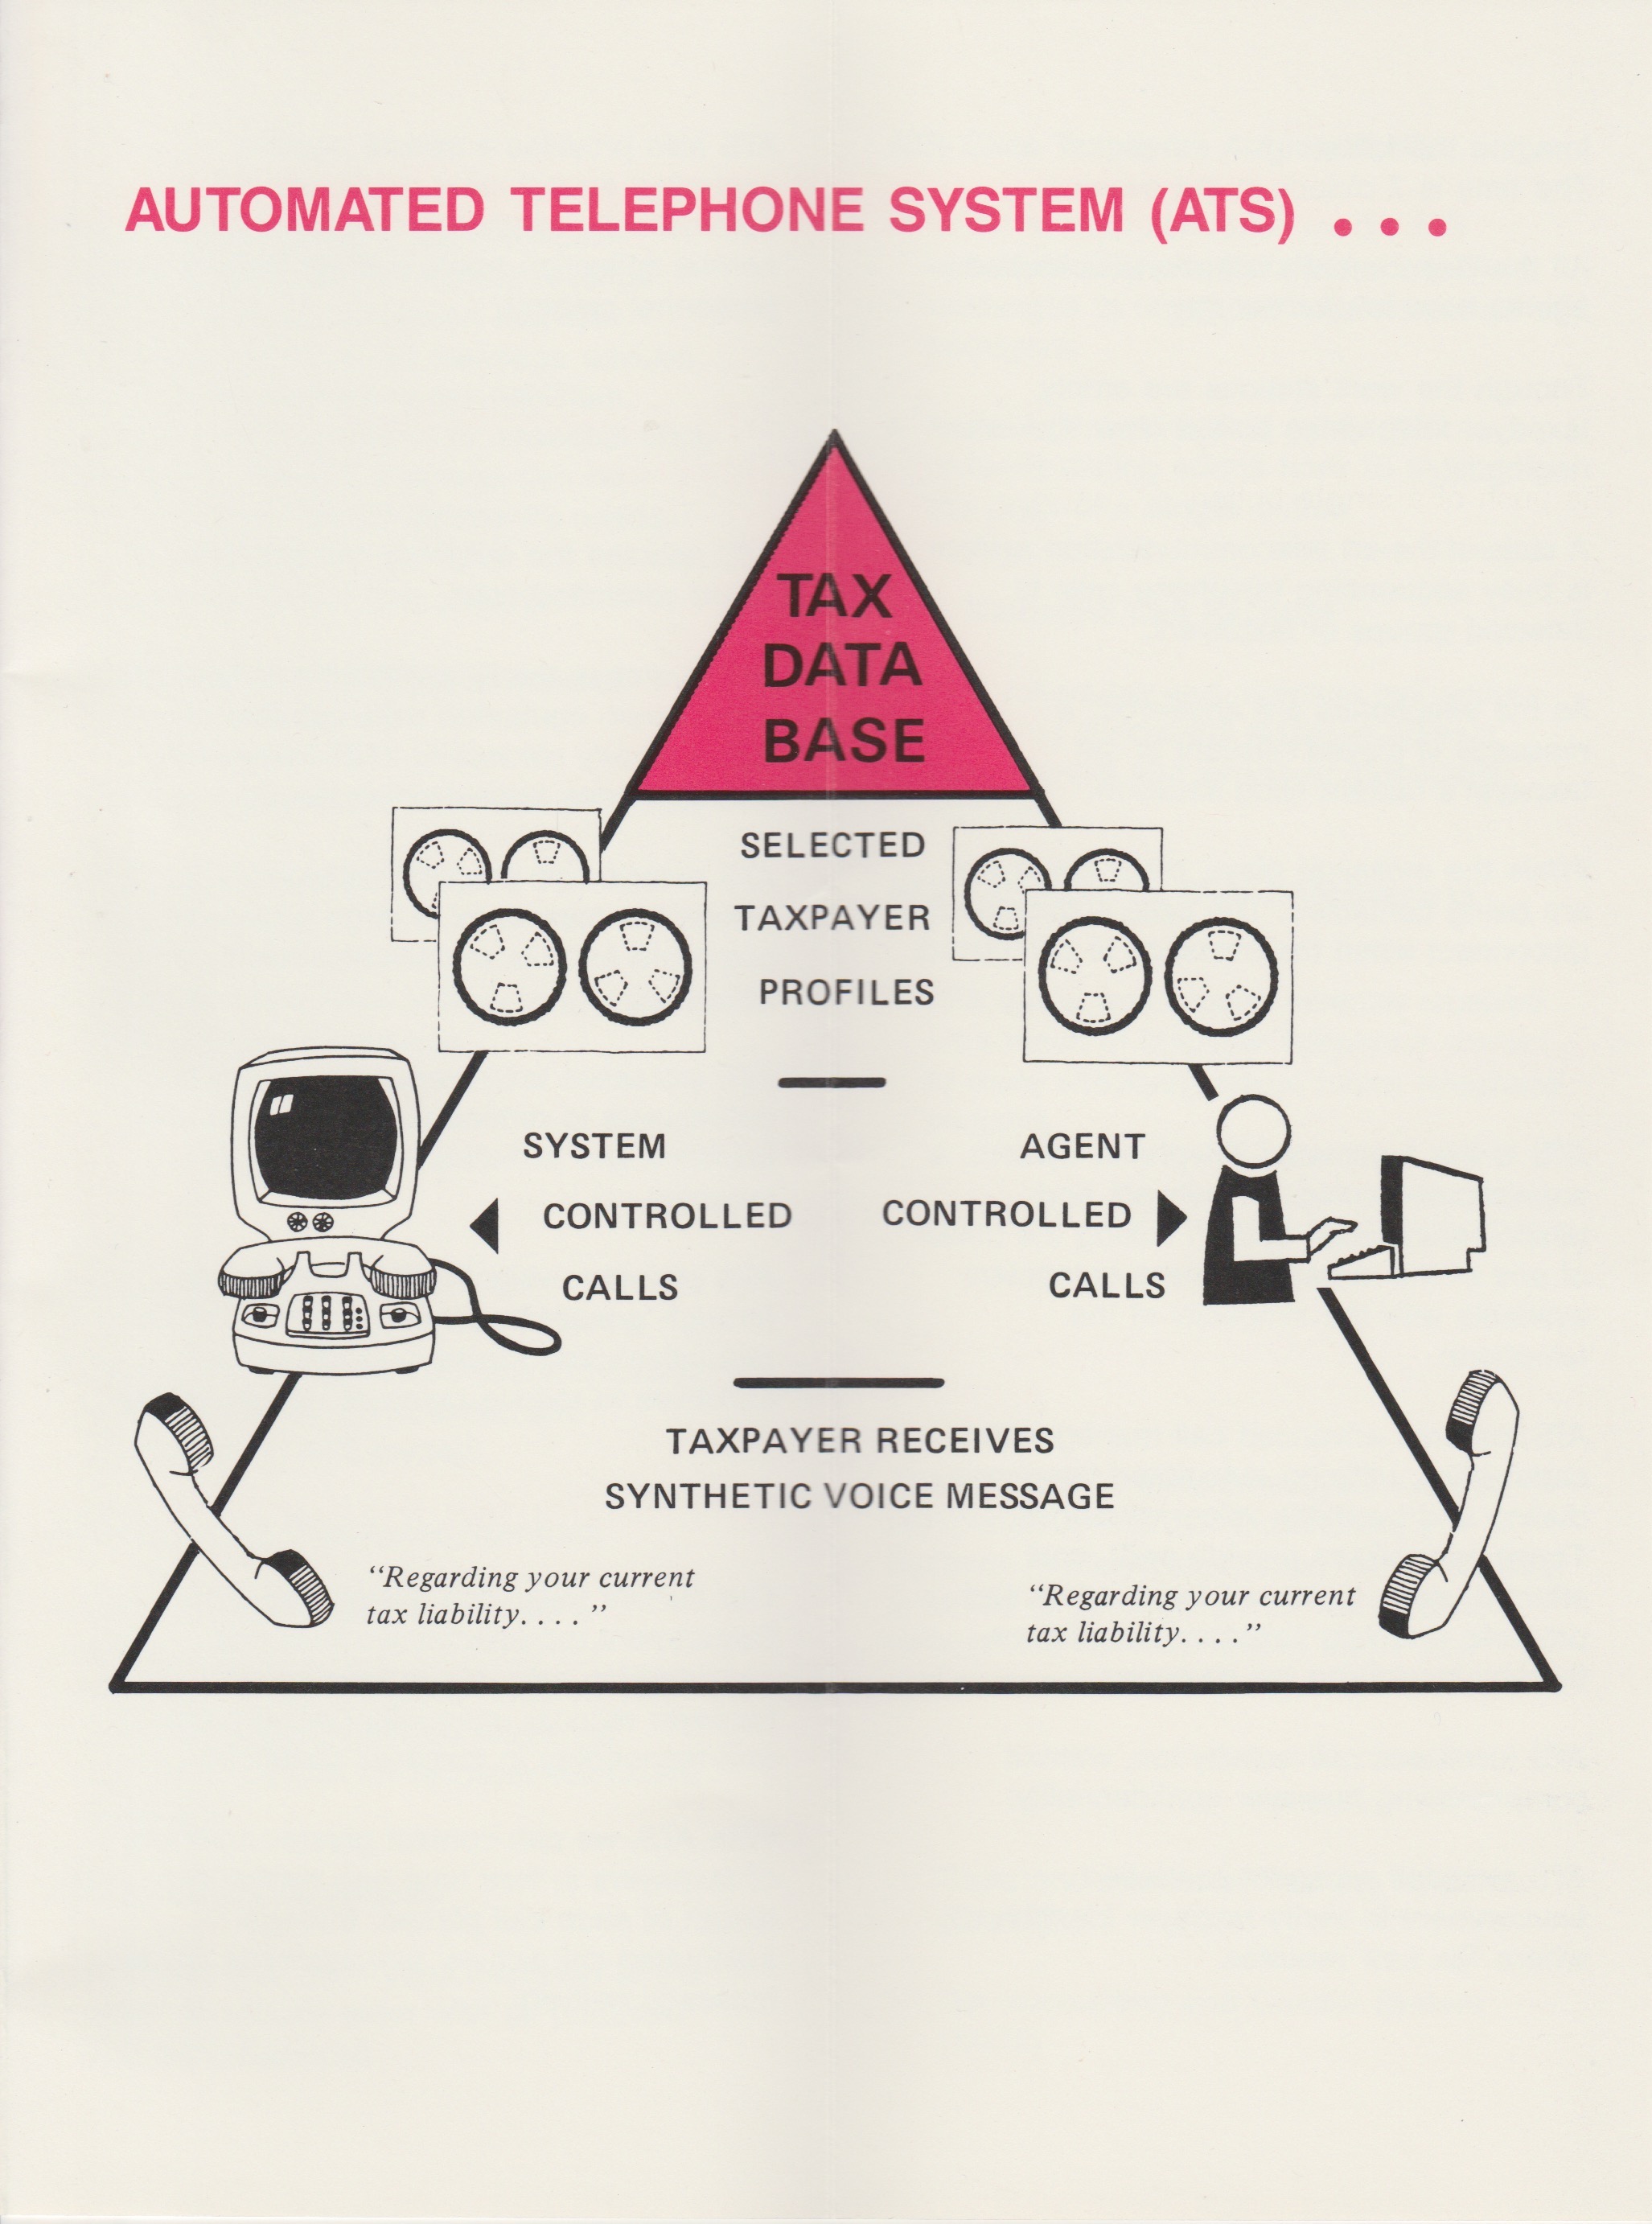 AUTOMATED TELEPHONE SYSTEM (ATS) • • •
TAX
DATA
BASE
SELECTED
TAXPAYER
PROFILES
SYSTEM
CONTROLLED
CALLS
AGENT
CONTROLLED
CALLS
TAXPAYER RECEIVES
SYNTHETIC VOICE MESSAGE
“Regarding your current
tax liability. . . . ”
“Regarding your current
tax liability. . . .”